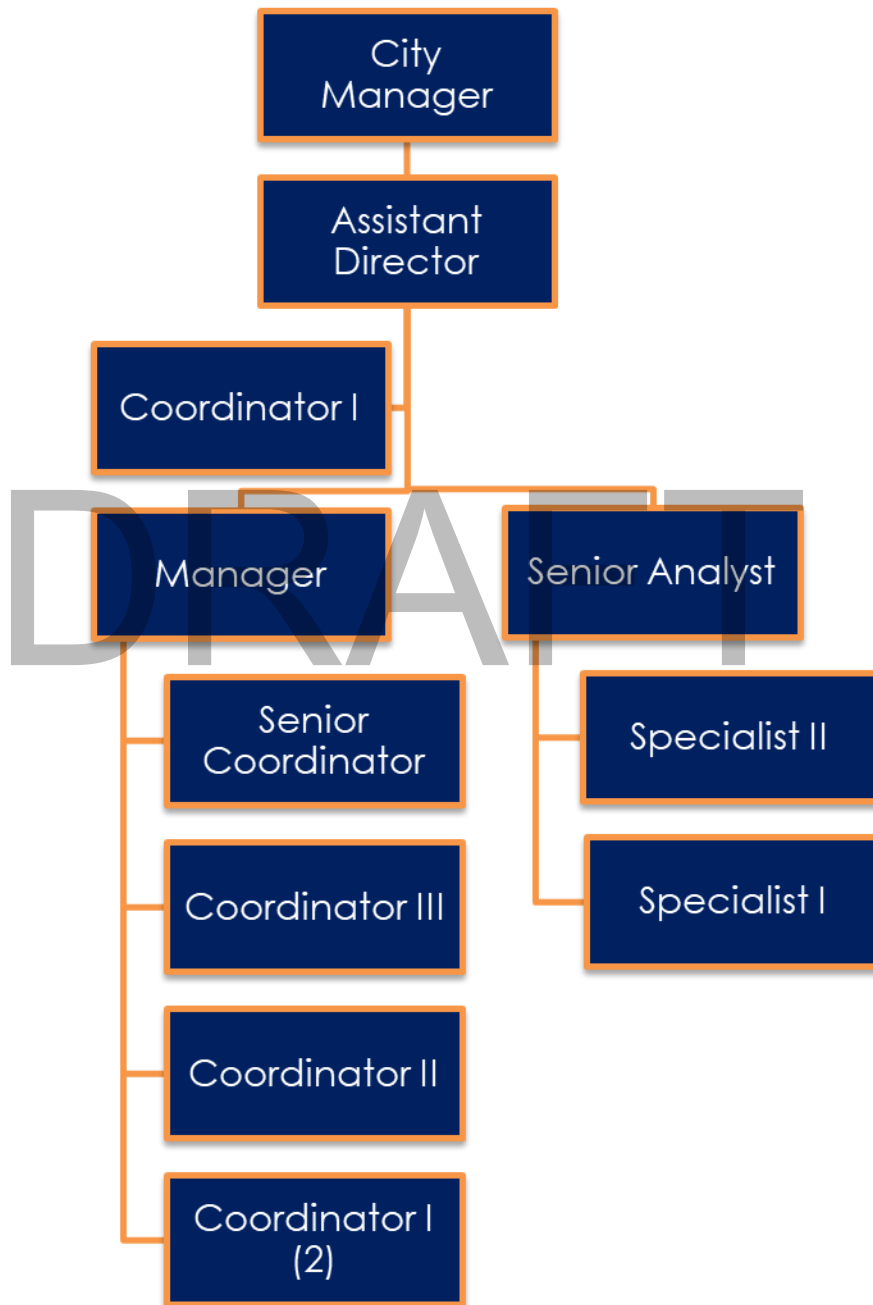 City
Manager
Assistant
Director
Coordinator I
DRAFT
Manager
Senior Analyst
Senior
Coordinator
Specialist II
Coordinator III
Specialist I
Coordinator II
Coordinator I
(2)